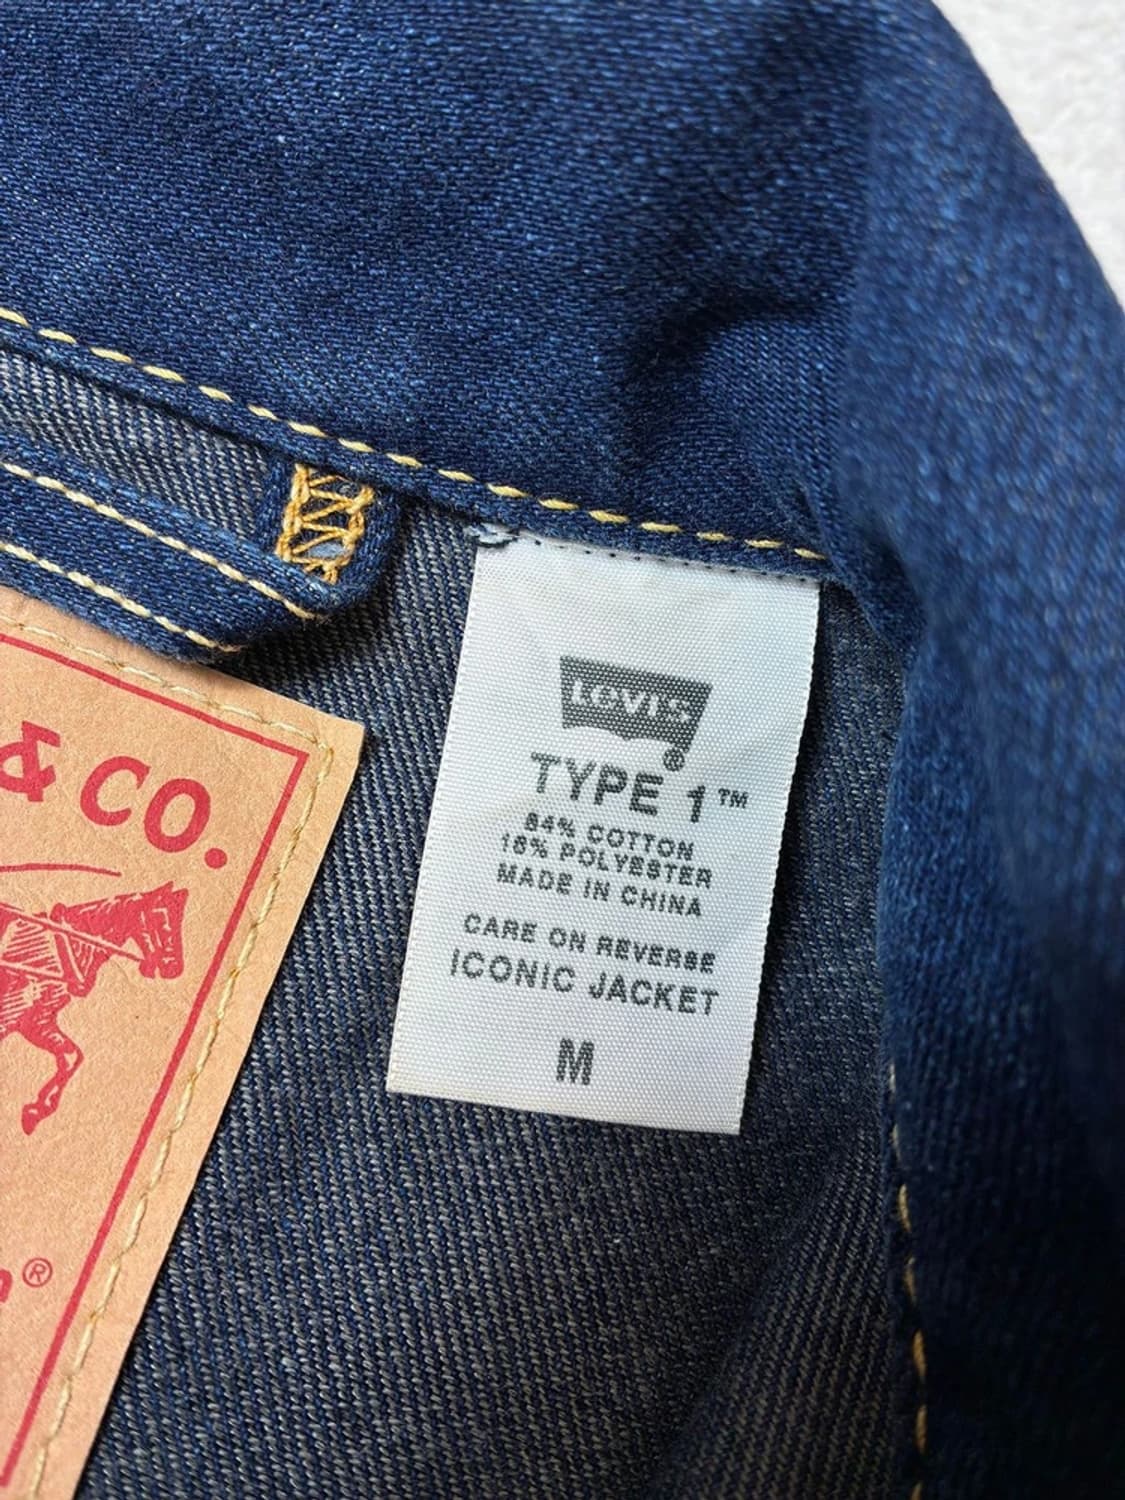 & CO.
®
Levi's
®
TYPE 1™
84% COTTON
16% POLYESTER
MADE IN CHINA
CARE ON REVERSE
ICONIC JACKET
M